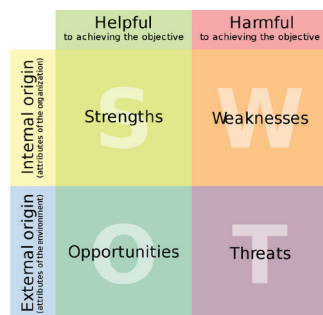 Helpful
to achieving the objective
Harmful
to achieving the objective
Internal origin
(attributes of the organization)
S
Strengths
W
Weaknesses
External origin
(attributes of the environment)
O
Opportunities
T
Threats